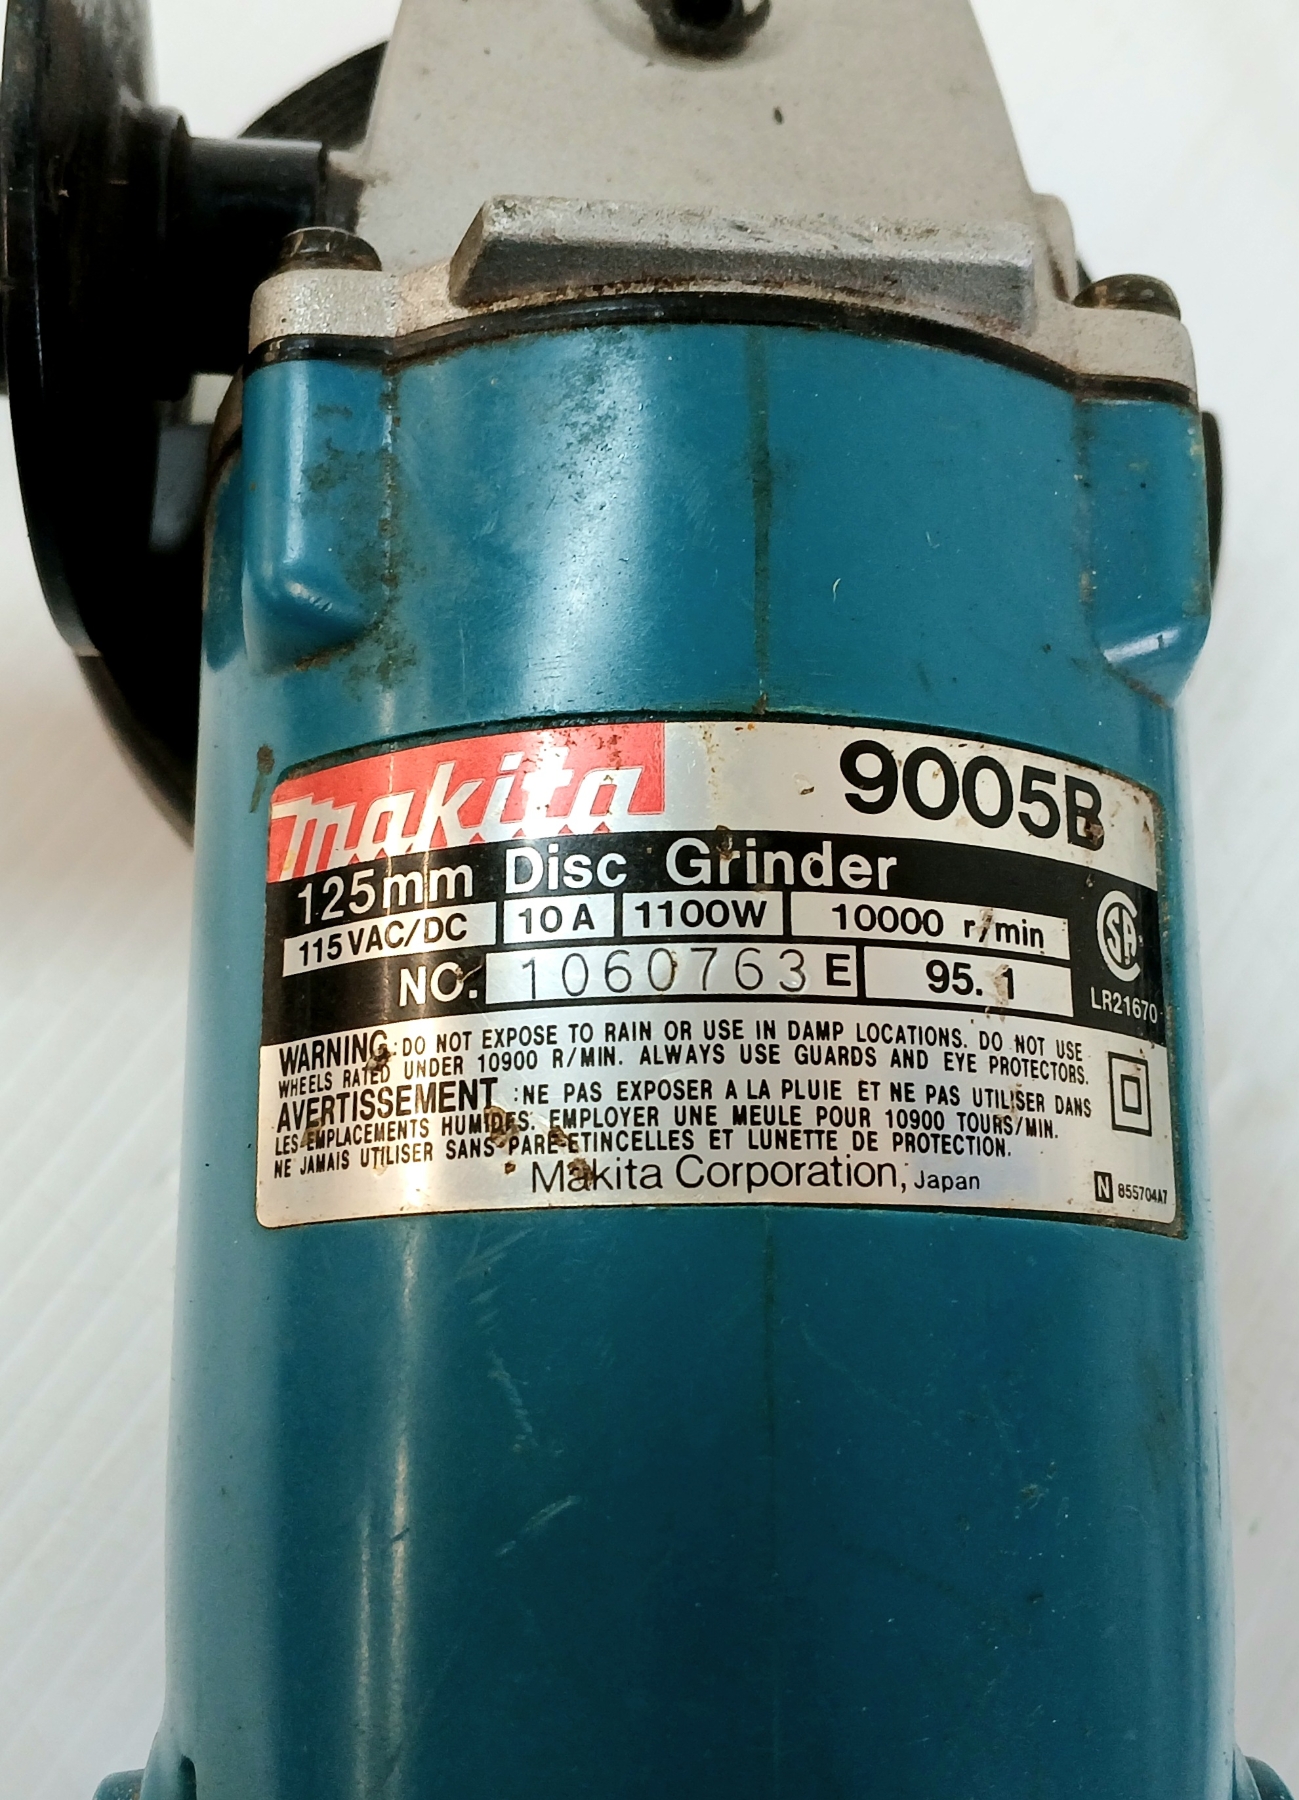 makita 9005B
125mm Disc Grinder
115VAC/DC 10A 1100W 10000 r/min
NO. 1060763 E 95.1
LR21670
WARNING: DO NOT EXPOSE TO RAIN OR USE IN DAMP LOCATIONS. DO NOT USE
WHEELS RATED UNDER 10900 R/MIN. ALWAYS USE GUARDS AND EYE PROTECTORS.
AVERTISSEMENT :NE PAS EXPOSER A LA PLUIE ET NE PAS UTILISER DANS
LES EMPLACEMENTS HUMIDES. EMPLOYER UNE MEULE POUR 10900 TOURS/MIN.
NE JAMAIS UTILISER SANS PARE-ETINCELLES ET LUNETTE DE PROTECTION.
Makita Corporation, Japan
N 855704A7